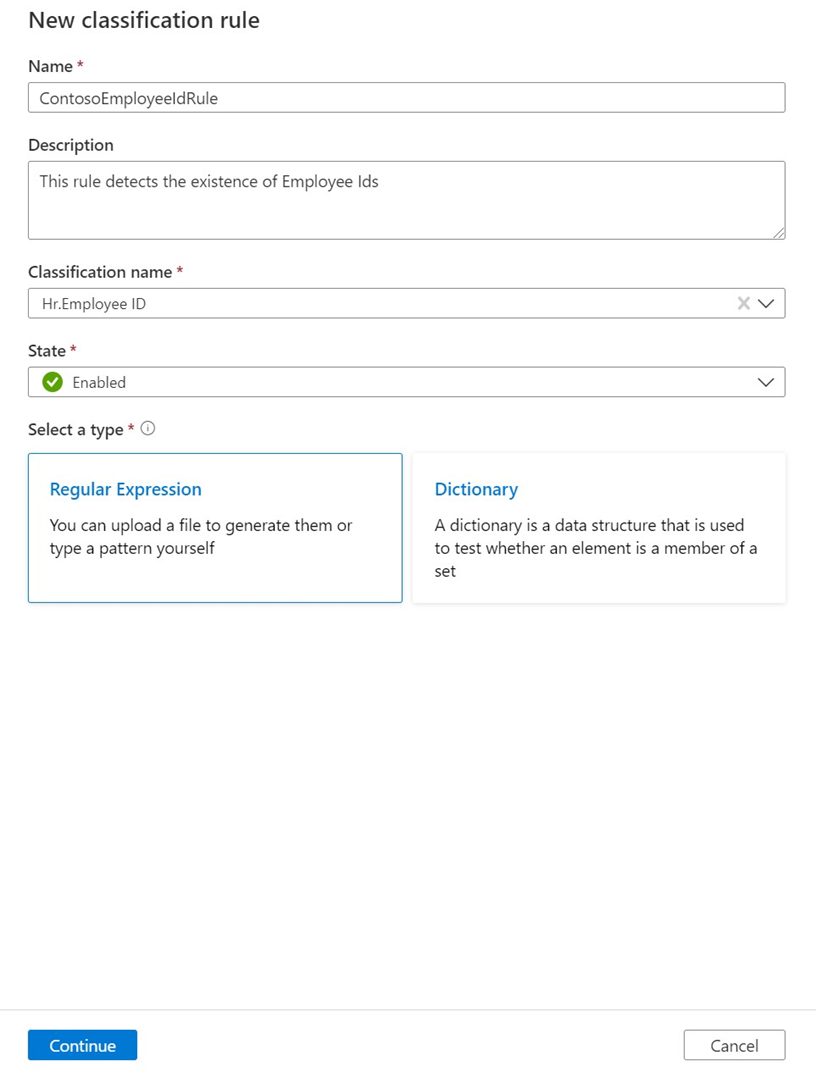 New classification rule
Name *
ContosoEmployeeIdRule
Description
This rule detects the existence of Employee Ids
Classification name *
Hr.Employee ID
State *
Enabled
Select a type *
Regular Expression
You can upload a file to generate them or
type a pattern yourself
Dictionary
A dictionary is a data structure that is used
to test whether an element is a member of a
set
Continue
Cancel